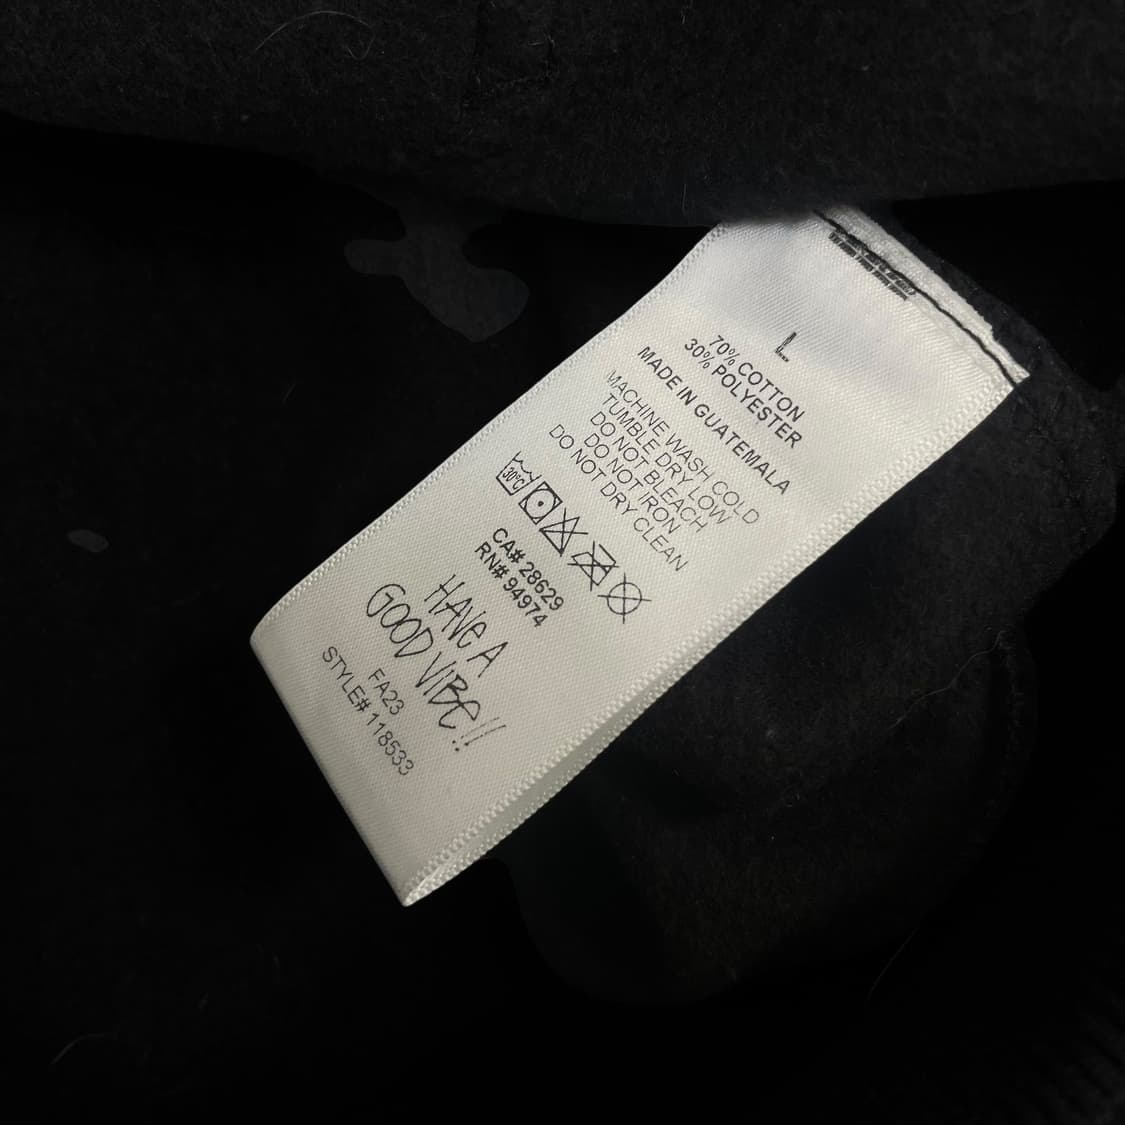 L
70% COTTON
30% POLYESTER
MADE IN GUATEMALA
MACHINE WASH COLD
TUMBLE DRY LOW
DO NOT BLEACH
DO NOT IRON
DO NOT DRY CLEAN
30°C
CA# 28629
RN# 94974
HAVE A
GOOD VIBE!!
FA23
STYLE# 118533